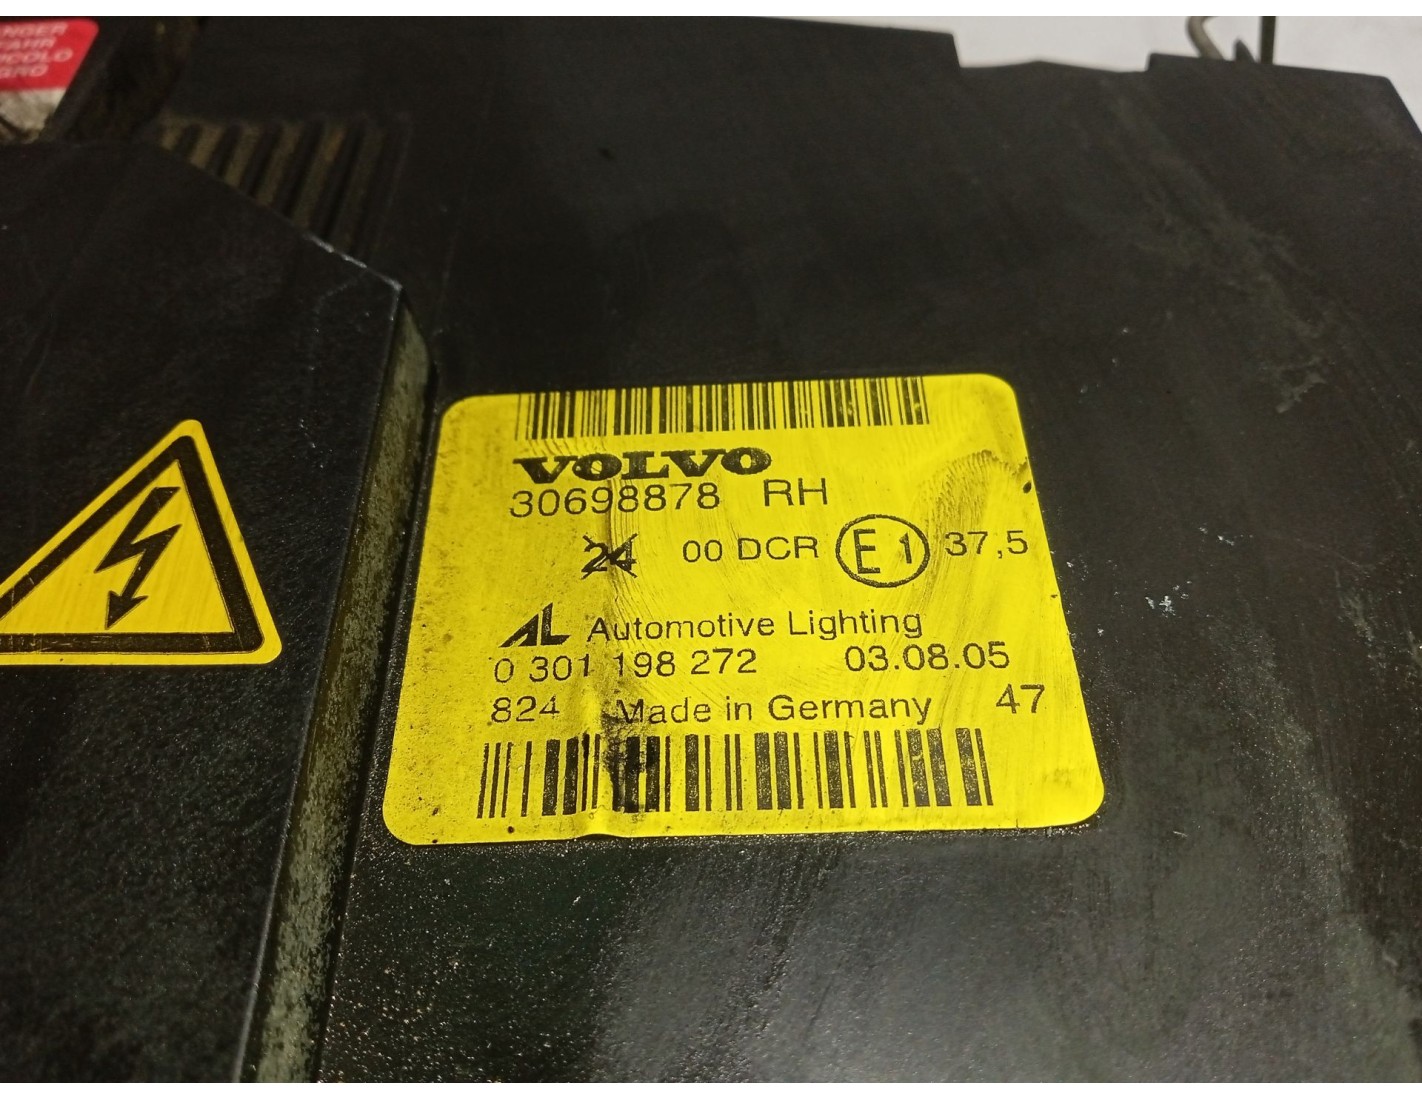 VOLVO
30698878 RH
24 00 DCR E1 37,5
AL Automotive Lighting
0 301 198 272 03.08.05
824 Made in Germany 47